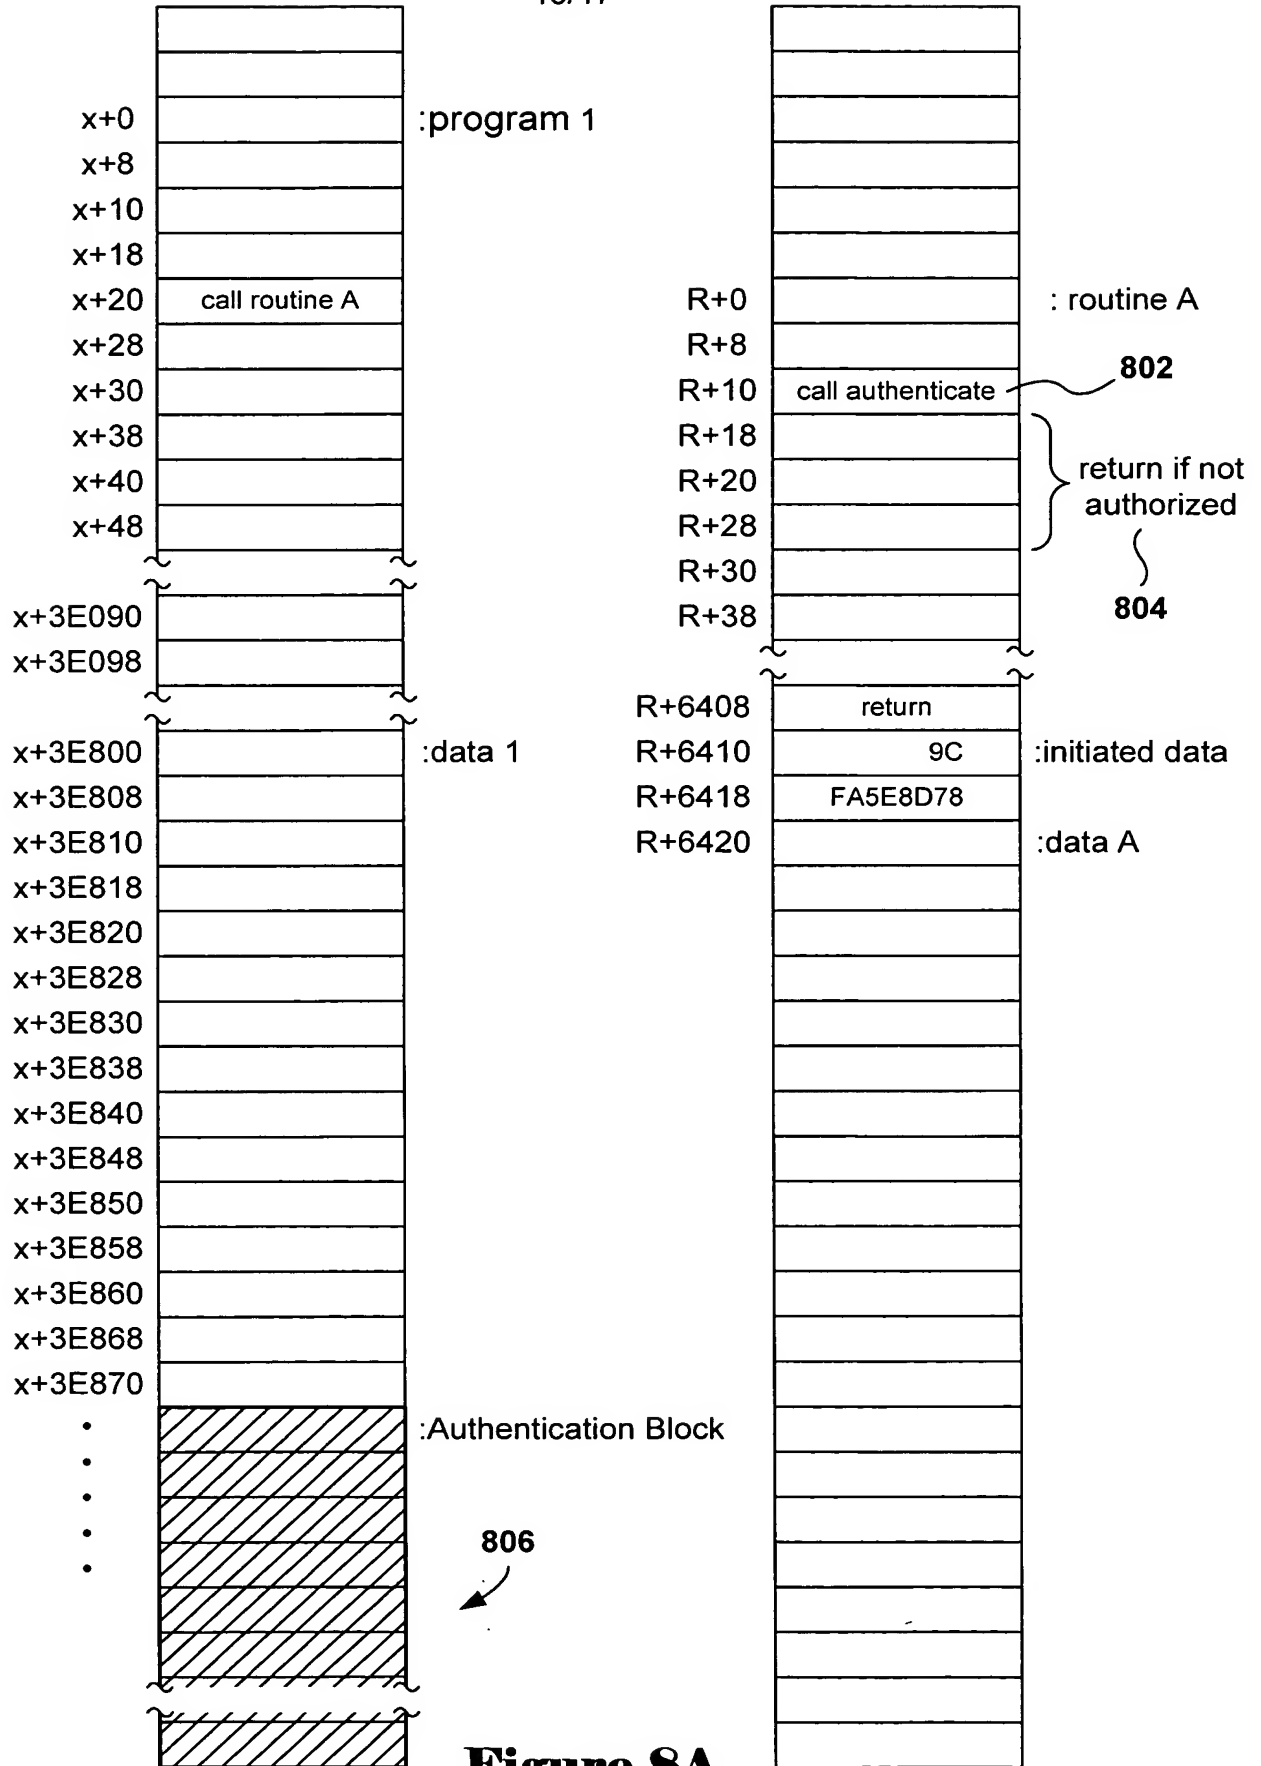 x+0 :program 1
x+8
x+10
x+18
x+20 call routine A R+0 : routine A
x+28 R+8
802
x+30 R+10 call authenticate
x+38 R+18
x+40 R+20 return if not
authorized
x+48 R+28
R+30
x+3E090 R+38 804
x+3E098
R+6408 return
x+3E800 :data 1 R+6410 9C :initiated data
x+3E808 R+6418 FA5E8D78
x+3E810 R+6420 :data A
x+3E818
x+3E820
x+3E828
x+3E830
x+3E838
x+3E840
x+3E848
x+3E850
x+3E858
x+3E860
x+3E868
x+3E870
:Authentication Block
806
Figure 8A